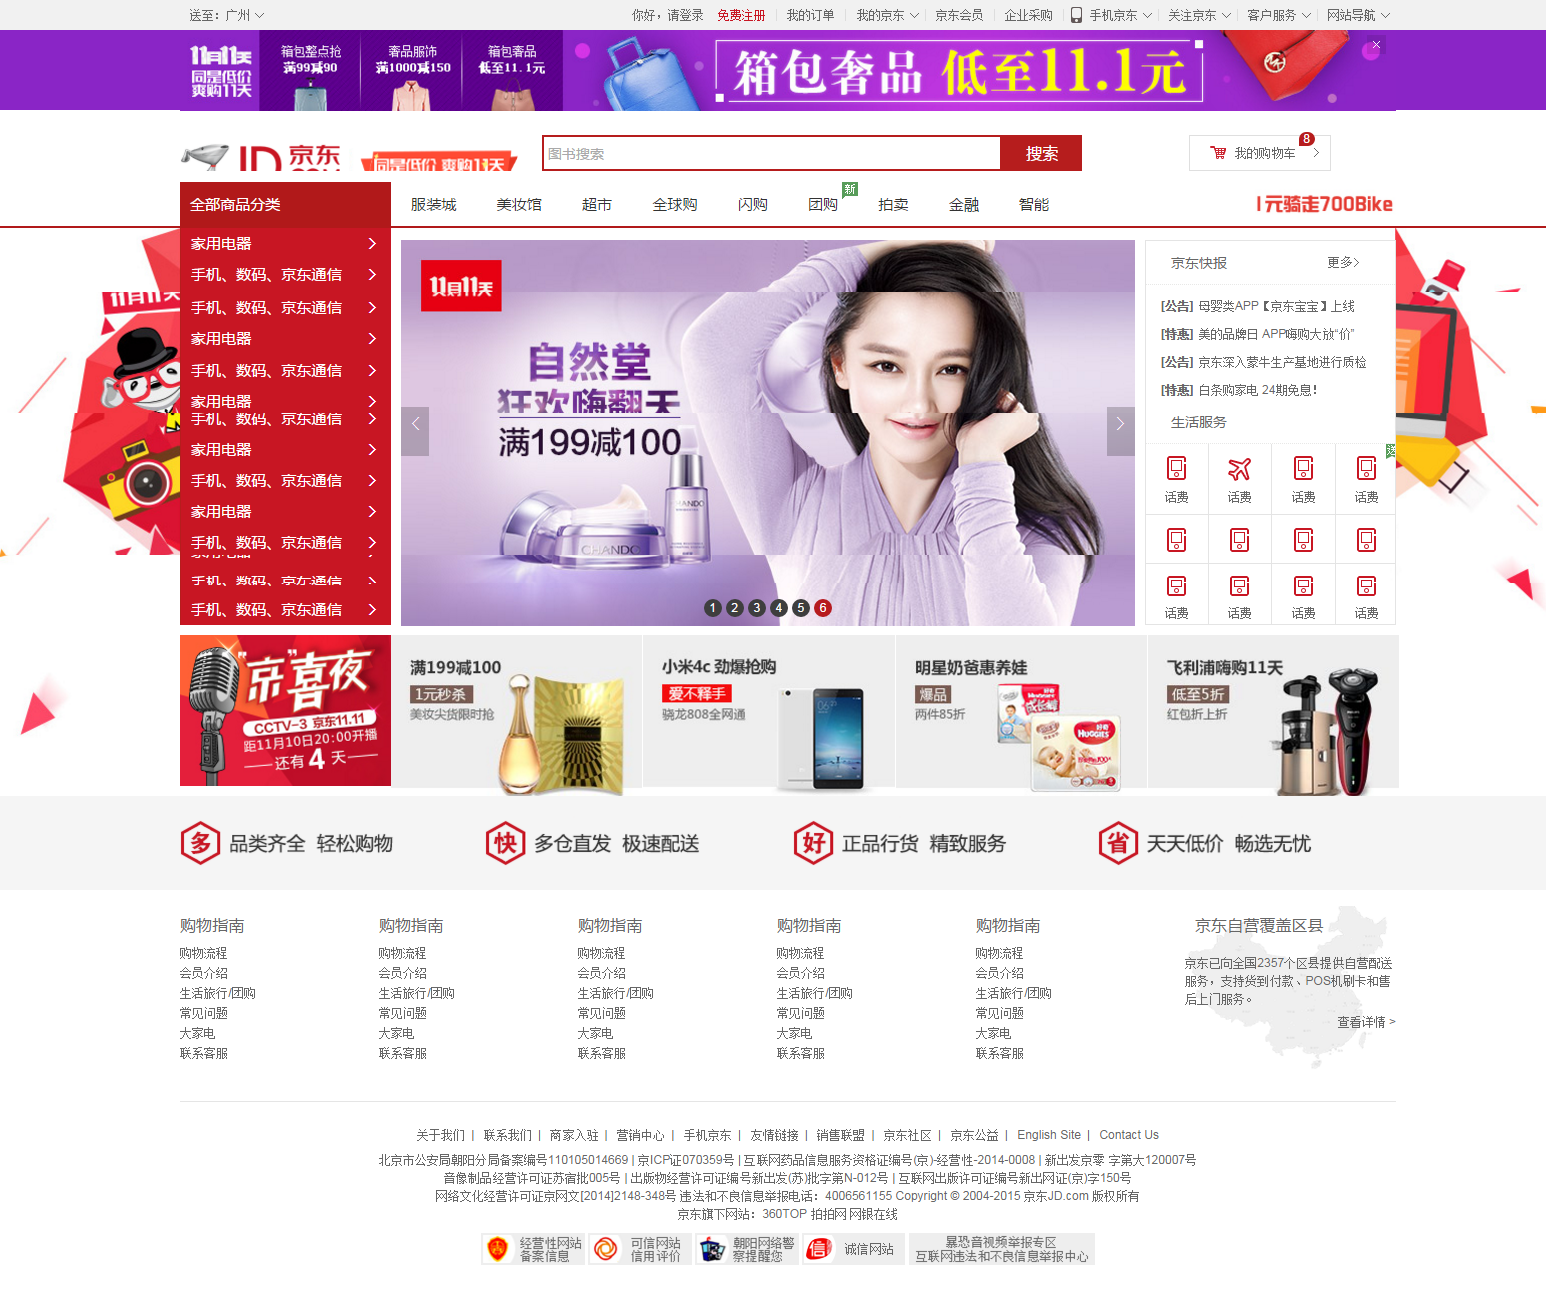 送至：广州
你好，请登录 免费注册 我的订单 我的京东 京东会员 企业采购 手机京东 关注京东 客户服务 网站导航
11月11天
同是低价
爽购11天
箱包整点抢
满99减90
奢品服饰
满1000减150
箱包奢品
低至11.1元
箱包奢品 低至11.1元
JD 京东
同是低价 爽购11天
图书搜索
搜索
我的购物车
8
全部商品分类
服装城 美妆馆 超市 全球购 闪购 团购 拍卖 金融 智能
新
1元骑走700Bike
家用电器
手机、数码、京东通信
手机、数码、京东通信
家用电器
手机、数码、京东通信
家用电器
手机、数码、京东通信
家用电器
手机、数码、京东通信
家用电器
手机、数码、京东通信
家用电器
手机、数码、京东通信
手机、数码、京东通信
11月11天
11月11天
自然堂
狂欢嗨翻天
满199减100
CHANDO
CHANDO
1 2 3 4 5 6
京东快报
更多>
[公告] 母婴类APP【京东宝宝】上线
[特惠] 美的品牌日 APP嗨购大放“价”
[公告] 京东深入蒙牛生产基地进行质检
[特惠] 白条购家电 24期免息！
生活服务
话费 话费 话费 话费
话费 话费 话费 话费
“京”喜夜
CCTV-3 京东11.11
距11月10日20:00开播
还有4天
满199减100
1元秒杀
美妆尖货限时抢
小米4c 劲爆抢购
爱不释手
骁龙808全网通
明星奶爸惠养娃
爆品
两件85折
HUGGIES
飞利浦嗨购11天
低至5折
红包折上折
多 品类齐全 轻松购物
快 多仓直发 极速配送
好 正品行货 精致服务
省 天天低价 畅选无忧
购物指南
购物流程
会员介绍
生活旅行/团购
常见问题
大家电
联系客服
购物指南
购物流程
会员介绍
生活旅行/团购
常见问题
大家电
联系客服
购物指南
购物流程
会员介绍
生活旅行/团购
常见问题
大家电
联系客服
购物指南
购物流程
会员介绍
生活旅行/团购
常见问题
大家电
联系客服
购物指南
购物流程
会员介绍
生活旅行/团购
常见问题
大家电
联系客服
京东自营覆盖区县
京东已向全国2357个区县提供自营配送
服务，支持货到付款、POS机刷卡和售
后上门服务。
查看详情 >
关于我们 | 联系我们 | 商家入驻 | 营销中心 | 手机京东 | 友情链接 | 销售联盟 | 京东社区 | 京东公益 | English Site | Contact Us
北京市公安局朝阳分局备案编号110105014669 | 京ICP证070359号 | 互联网药品信息服务资格证编号(京)-经营性-2014-0008 | 新出发京零 字第大120007号
音像制品经营许可证苏宿批005号 | 出版物经营许可证编号新出发(苏)批字第N-012号 | 互联网出版许可证编号新出网证(京)字150号
网络文化经营许可证京网文[2014]2148-348号 违法和不良信息举报电话：4006561155 Copyright © 2004-2015 京东JD.com 版权所有
京东旗下网站：360TOP 拍拍网 网银在线
经营性网站
备案信息
可信网站
信用评价
朝阳网络警
察提醒您
诚信网站
暴恐音视频举报专区
互联网违法和不良信息举报中心